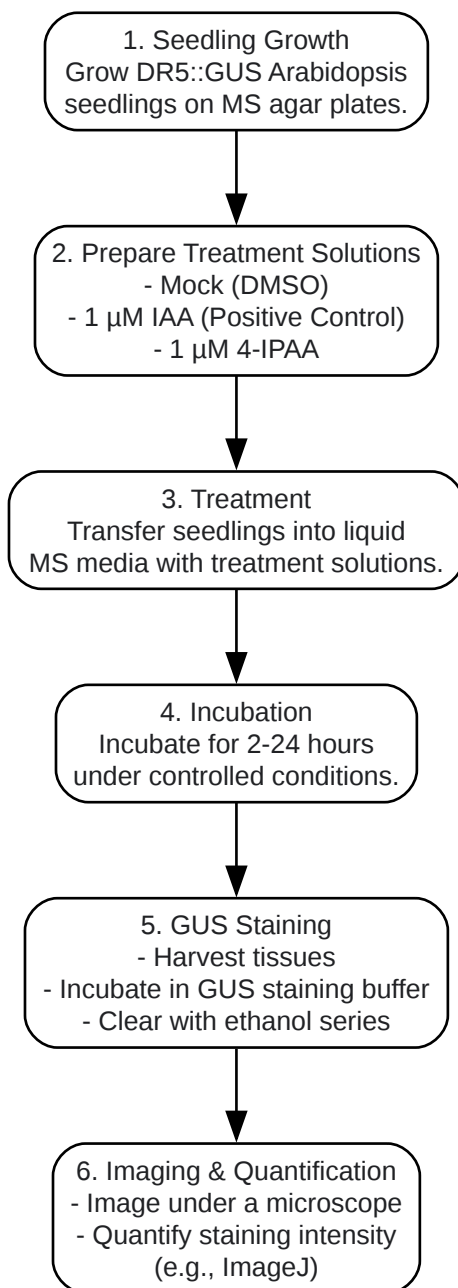 1. Seedling Growth
Grow DR5::GUS Arabidopsis
seedlings on MS agar plates.
2. Prepare Treatment Solutions
- Mock (DMSO)
- 1 µM IAA (Positive Control)
- 1 µM 4-IPAA
3. Treatment
Transfer seedlings into liquid
MS media with treatment solutions.
4. Incubation
Incubate for 2-24 hours
under controlled conditions.
5. GUS Staining
- Harvest tissues
- Incubate in GUS staining buffer
- Clear with ethanol series
6. Imaging & Quantification
- Image under a microscope
- Quantify staining intensity
(e.g., ImageJ)